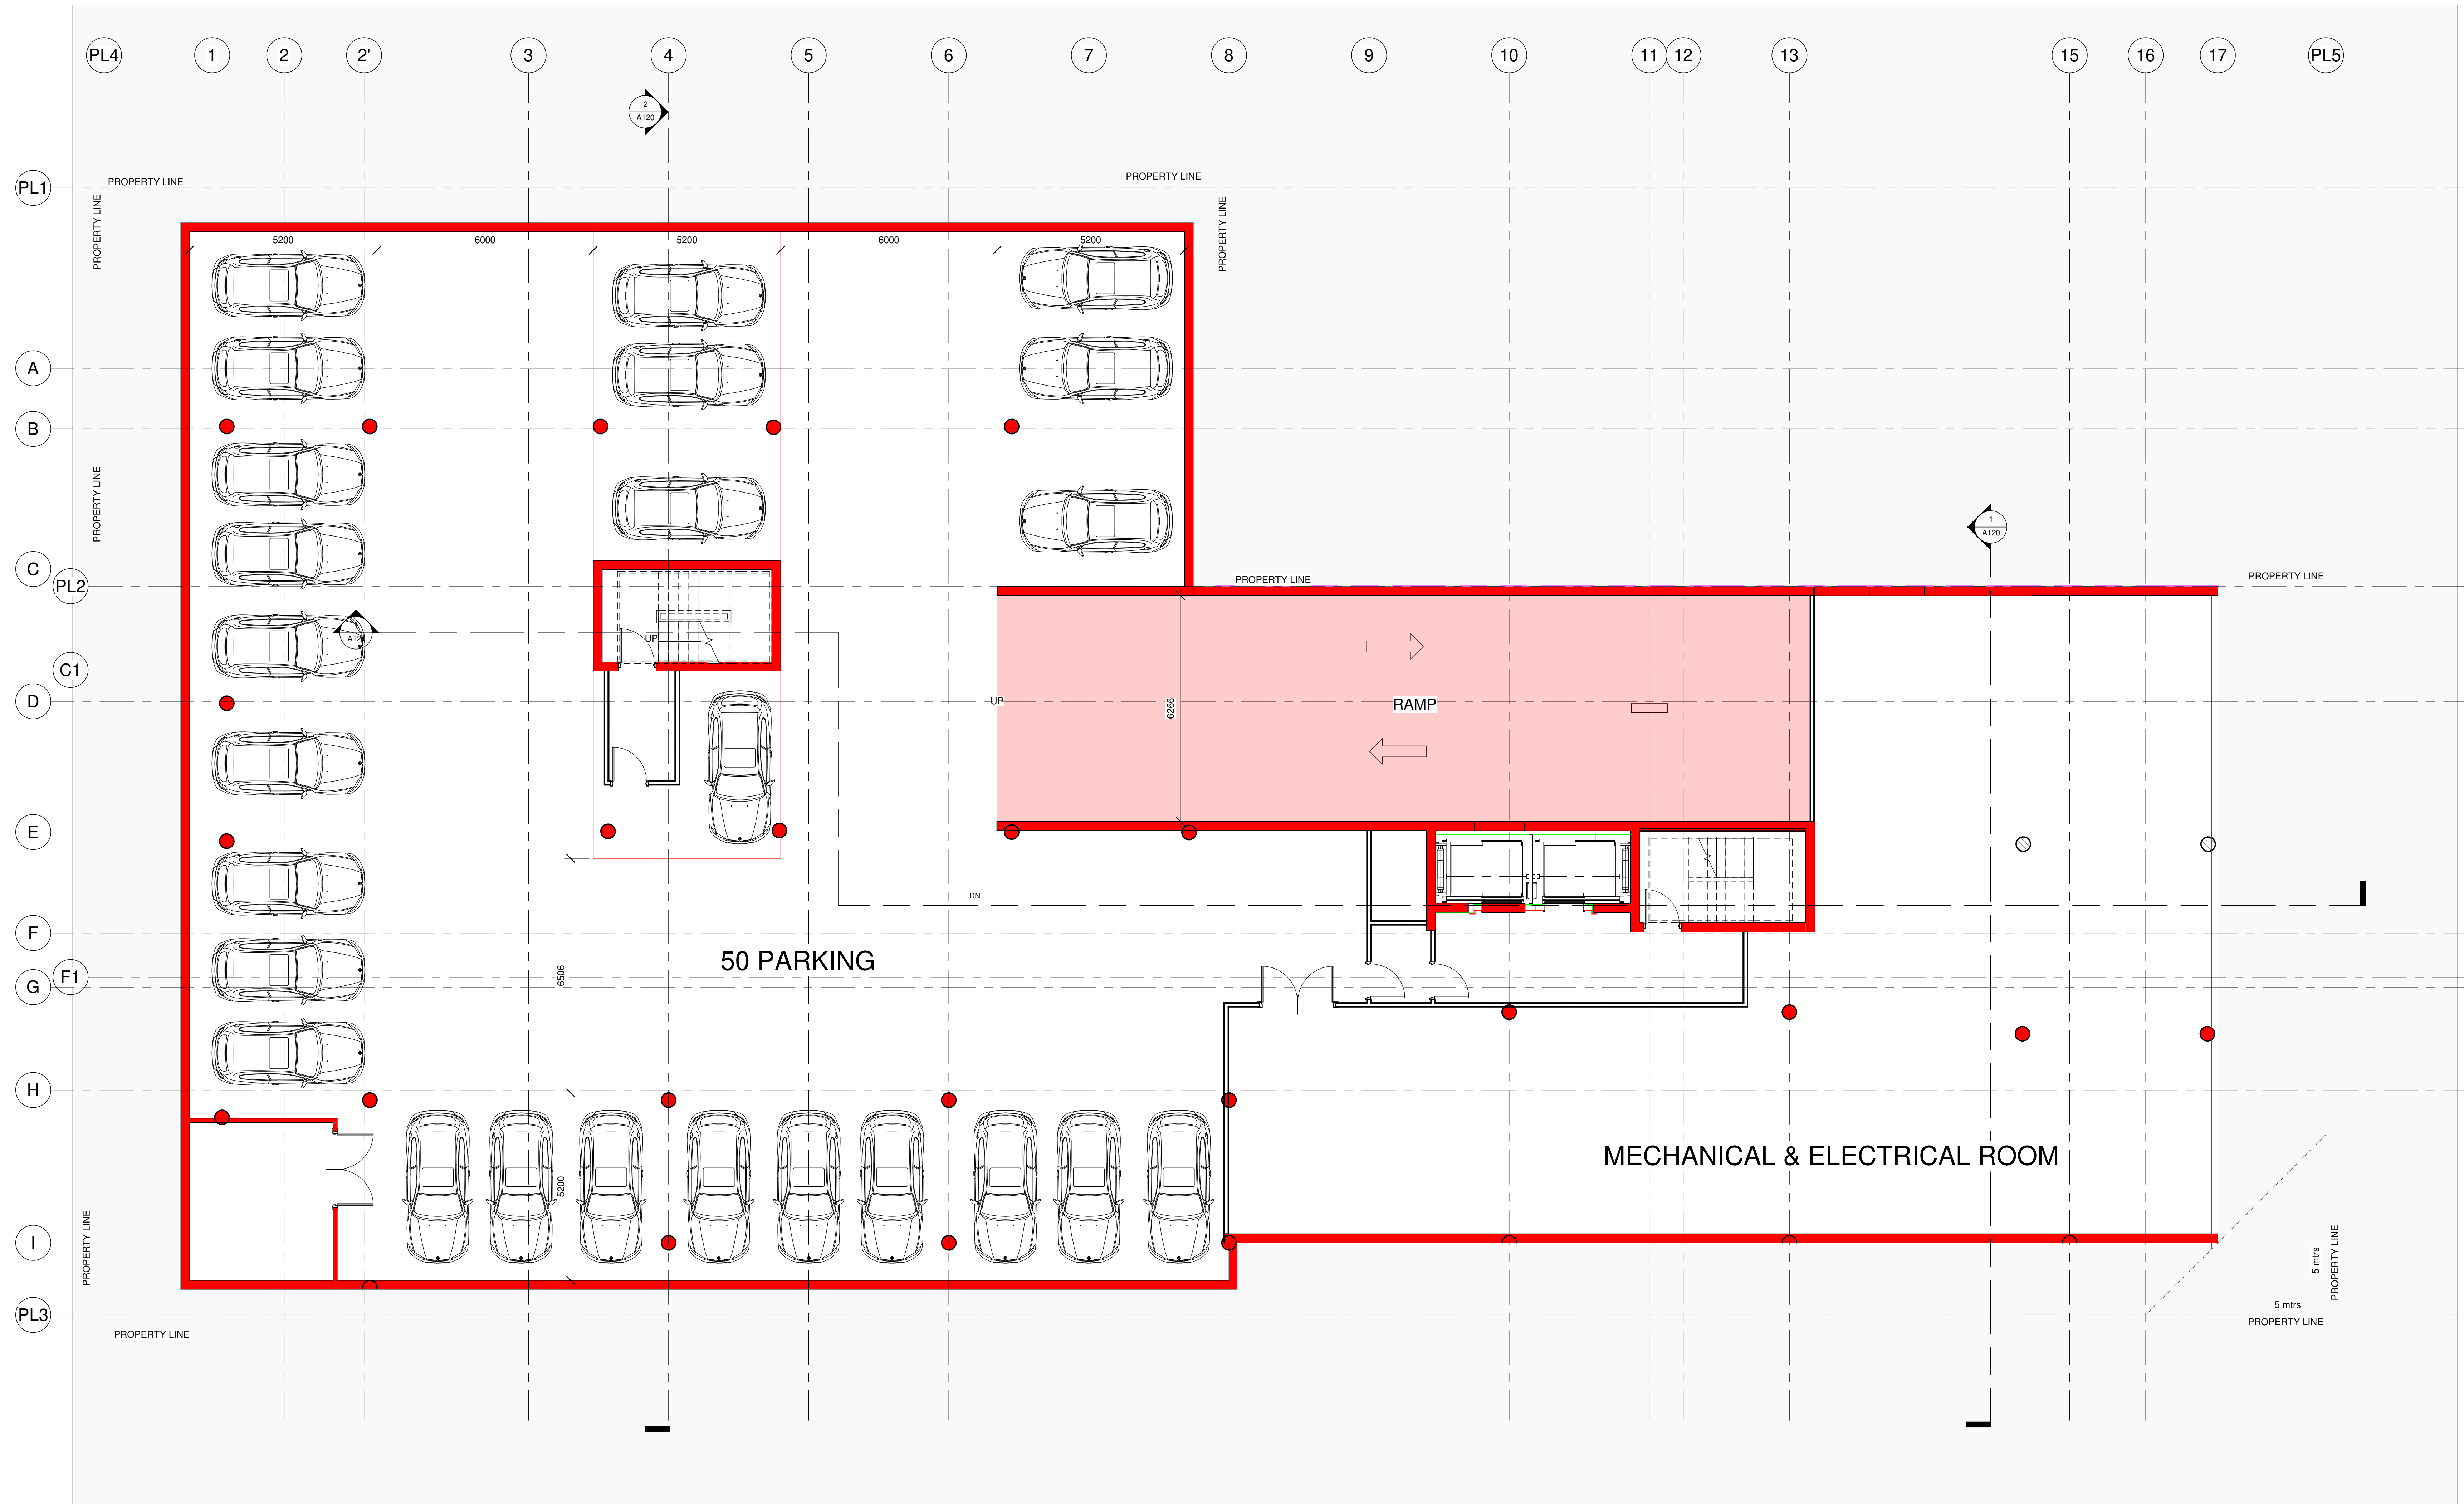 PL4 1 2 2' 3 4 5 6 7 8 9 10 11 12 13 15 16 17 PL5
2
A120
PROPERTY LINE
PROPERTY LINE
PL1
PROPERTY LINE
PROPERTY LINE
5200 6000 5200 6000 5200
A
B
PROPERTY LINE
1
A120
C
PROPERTY LINE
PROPERTY LINE
PL2
UP
C1
D
UP
RAMP
6266
E
DN
F
50 PARKING
6506
F1
G
H
MECHANICAL & ELECTRICAL ROOM
5200
PROPERTY LINE
I
5 mtrs
PROPERTY LINE
5 mtrs
PL3
PROPERTY LINE
PROPERTY LINE